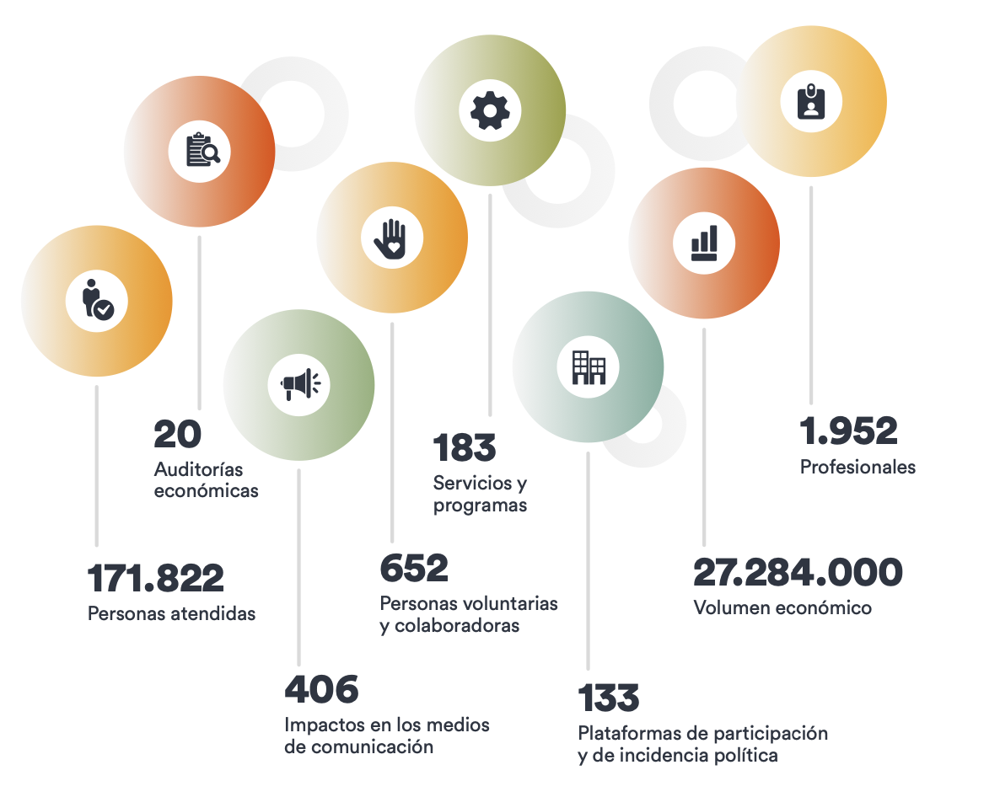 20
Auditorías
económicas
171.822
Personas atendidas
406
Impactos en los medios
de comunicación
652
Personas voluntarias
y colaboradoras
183
Servicios y
programas
133
Plataformas de participación
y de incidencia política
27.284.000
Volumen económico
1.952
Profesionales